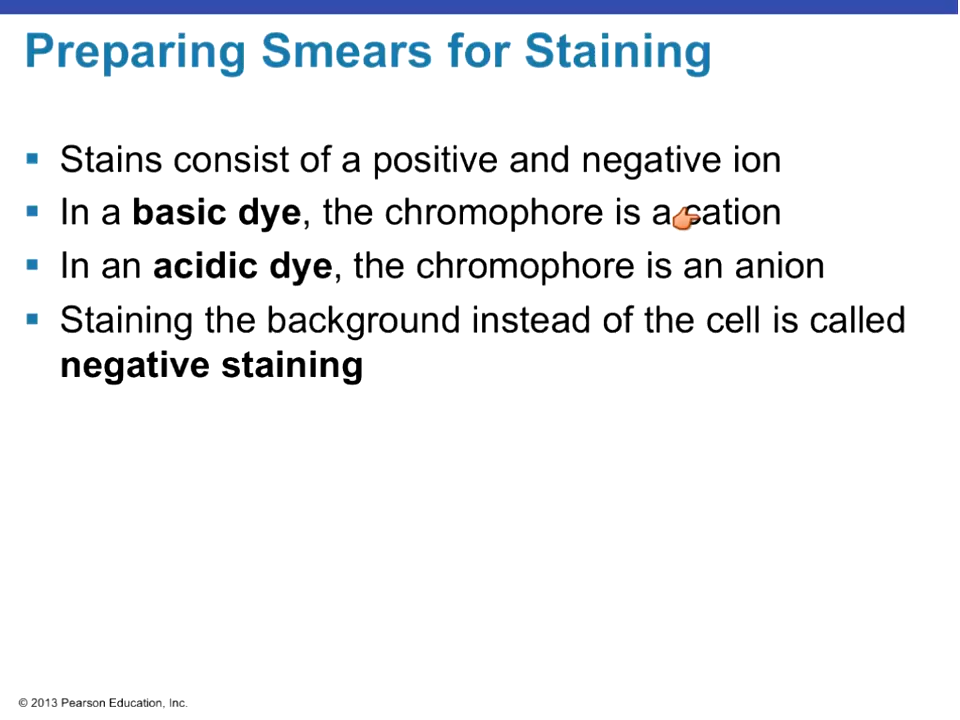 Preparing Smears for Staining
▪ Stains consist of a positive and negative ion
▪ In a basic dye, the chromophore is a cation
▪ In an acidic dye, the chromophore is an anion
▪ Staining the background instead of the cell is called
negative staining
© 2013 Pearson Education, Inc.